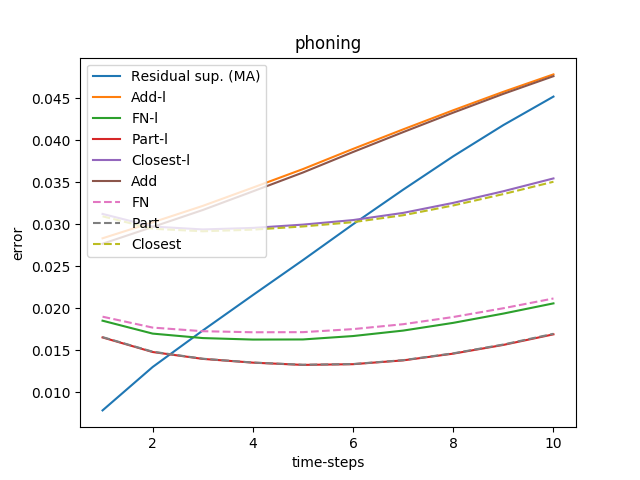 phoning
Residual sup. (MA)
Add-l
FN-l
Part-l
Closest-l
Add
FN
Part
Closest
0.045
0.040
0.035
0.030
0.025
0.020
0.015
0.010
error
2 4 6 8 10
time-steps